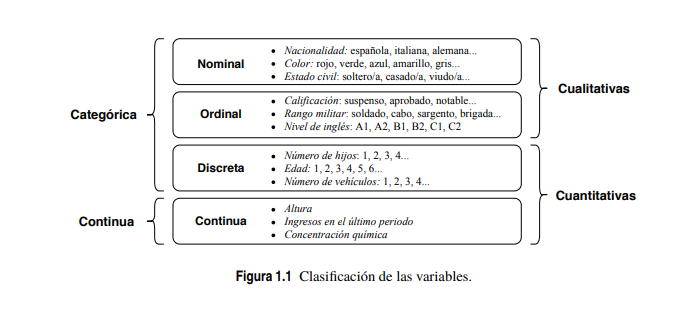 Categórica
Continua
Nominal
• Nacionalidad: española, italiana, alemana...
• Color: rojo, verde, azul, amarillo, gris...
• Estado civil: soltero/a, casado/a, viudo/a...
Ordinal
• Calificación: suspenso, aprobado, notable...
• Rango militar: soldado, cabo, sargento, brigada...
• Nivel de inglés: A1, A2, B1, B2, C1, C2
Discreta
• Número de hijos: 1, 2, 3, 4...
• Edad: 1, 2, 3, 4, 5, 6...
• Número de vehículos: 1, 2, 3, 4...
Continua
• Altura
• Ingresos en el último periodo
• Concentración química
Cualitativas
Cuantitativas
Figura 1.1 Clasificación de las variables.